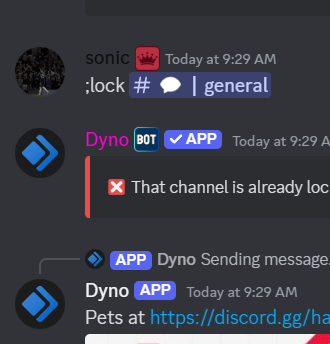 sonic Today at 9:29 AM
;lock # 💬 | general
Dyno BOT ✓ APP Today at 9:29 A
❌ That channel is already loc
APP Dyno Sending message.
Dyno APP Today at 9:29 AM
Pets at https://discord.gg/ha